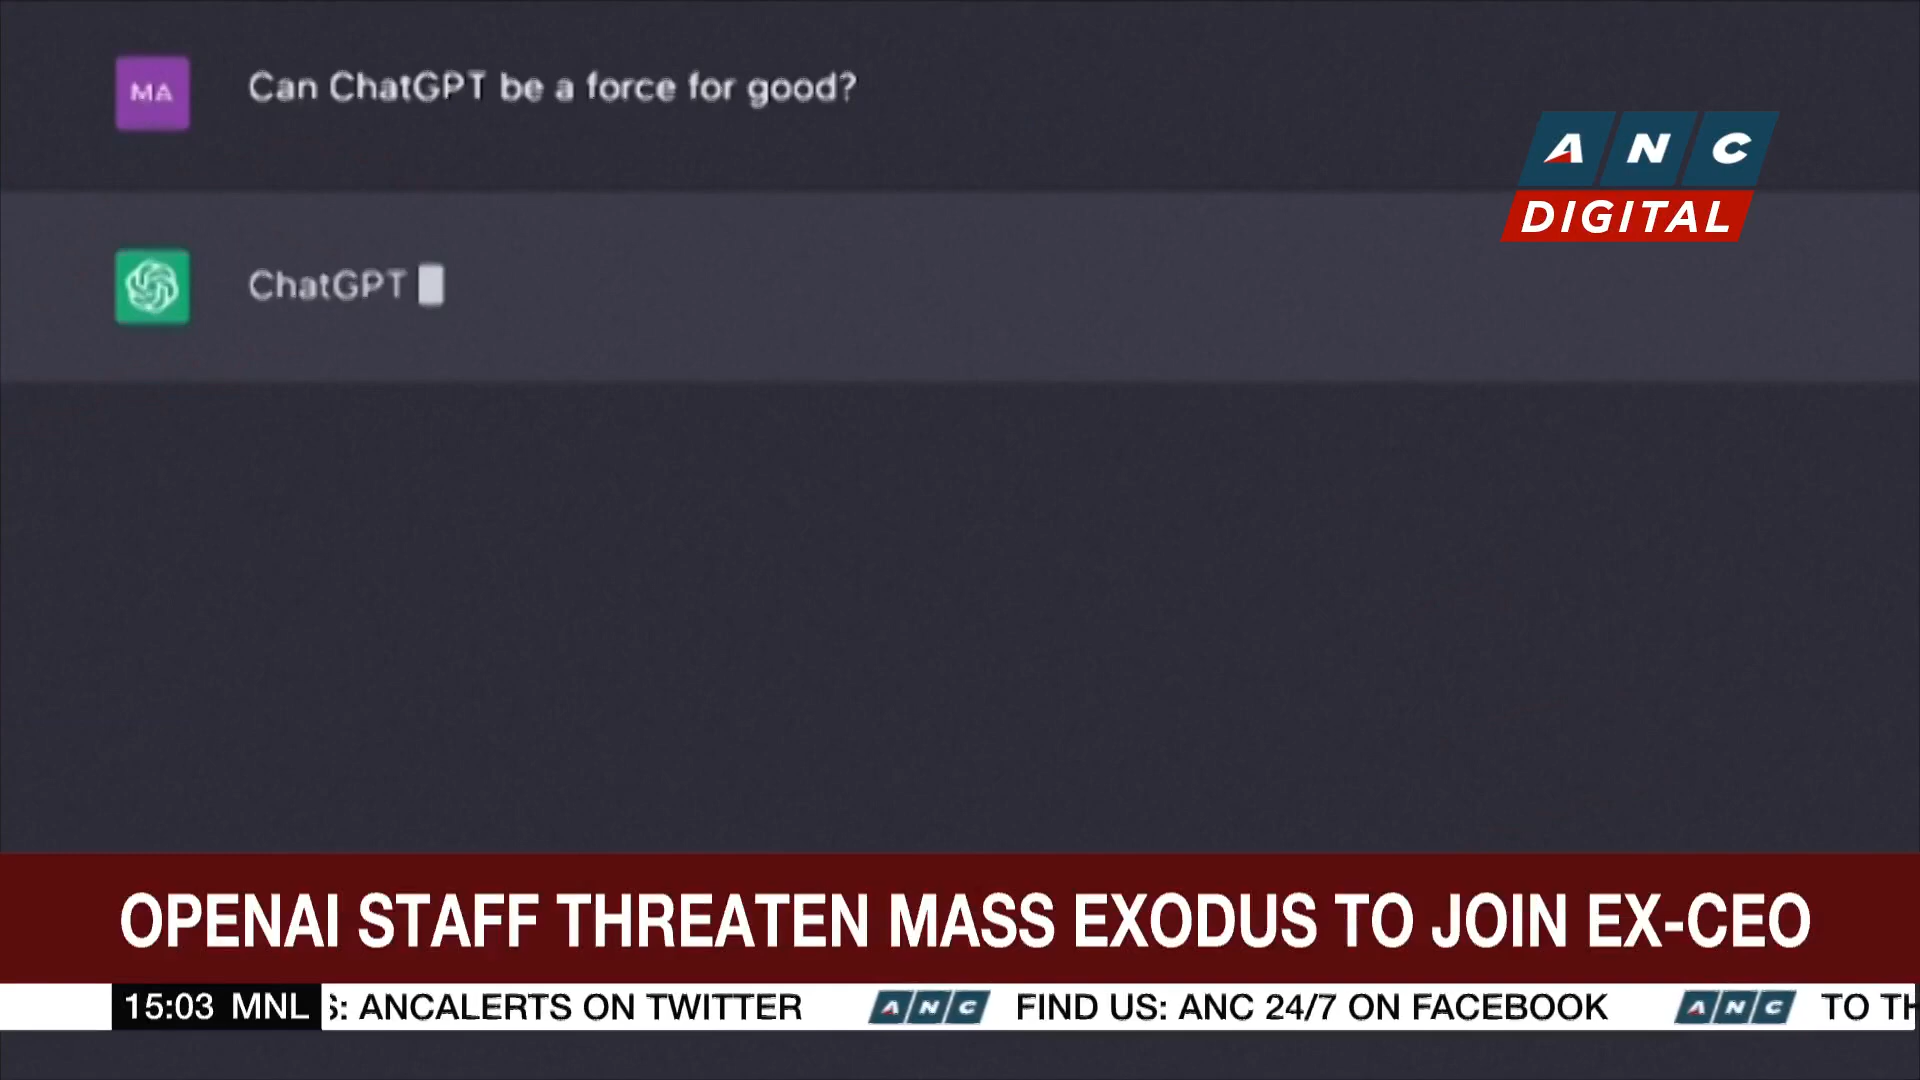 MA
Can ChatGPT be a force for good?
ANC
DIGITAL
ChatGPT
OPENAI STAFF THREATEN MASS EXODUS TO JOIN EX-CEO
15:03 MNL : ANCALERTS ON TWITTER ANC FIND US: ANC 24/7 ON FACEBOOK ANC TO